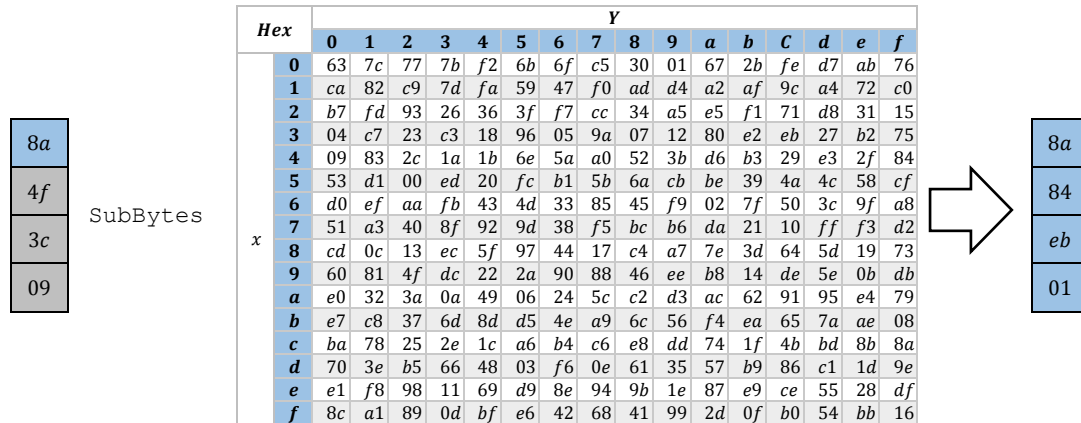 Hex Y
0 1 2 3 4 5 6 7 8 9 a b C d e f
x
0 63 7c 77 7b f2 6b 6f c5 30 01 67 2b fe d7 ab 76
1 ca 82 c9 7d fa 59 47 f0 ad d4 a2 af 9c a4 72 c0
2 b7 fd 93 26 36 3f f7 cc 34 a5 e5 f1 71 d8 31 15
3 04 c7 23 c3 18 96 05 9a 07 12 80 e2 eb 27 b2 75
4 09 83 2c 1a 1b 6e 5a a0 52 3b d6 b3 29 e3 2f 84
5 53 d1 00 ed 20 fc b1 5b 6a cb be 39 4a 4c 58 cf
6 d0 ef aa fb 43 4d 33 85 45 f9 02 7f 50 3c 9f a8
7 51 a3 40 8f 92 9d 38 f5 bc b6 da 21 10 ff f3 d2
8 cd 0c 13 ec 5f 97 44 17 c4 a7 7e 3d 64 5d 19 73
9 60 81 4f dc 22 2a 90 88 46 ee b8 14 de 5e 0b db
a e0 32 3a 0a 49 06 24 5c c2 d3 ac 62 91 95 e4 79
b e7 c8 37 6d 8d d5 4e a9 6c 56 f4 ea 65 7a ae 08
c ba 78 25 2e 1c a6 b4 c6 e8 dd 74 1f 4b bd 8b 8a
d 70 3e b5 66 48 03 f6 0e 61 35 57 b9 86 c1 1d 9e
e e1 f8 98 11 69 d9 8e 94 9b 1e 87 e9 ce 55 28 df
f 8c a1 89 0d bf e6 42 68 41 99 2d 0f b0 54 bb 16
8a
4f
3c
09
SubBytes
8a
84
eb
01